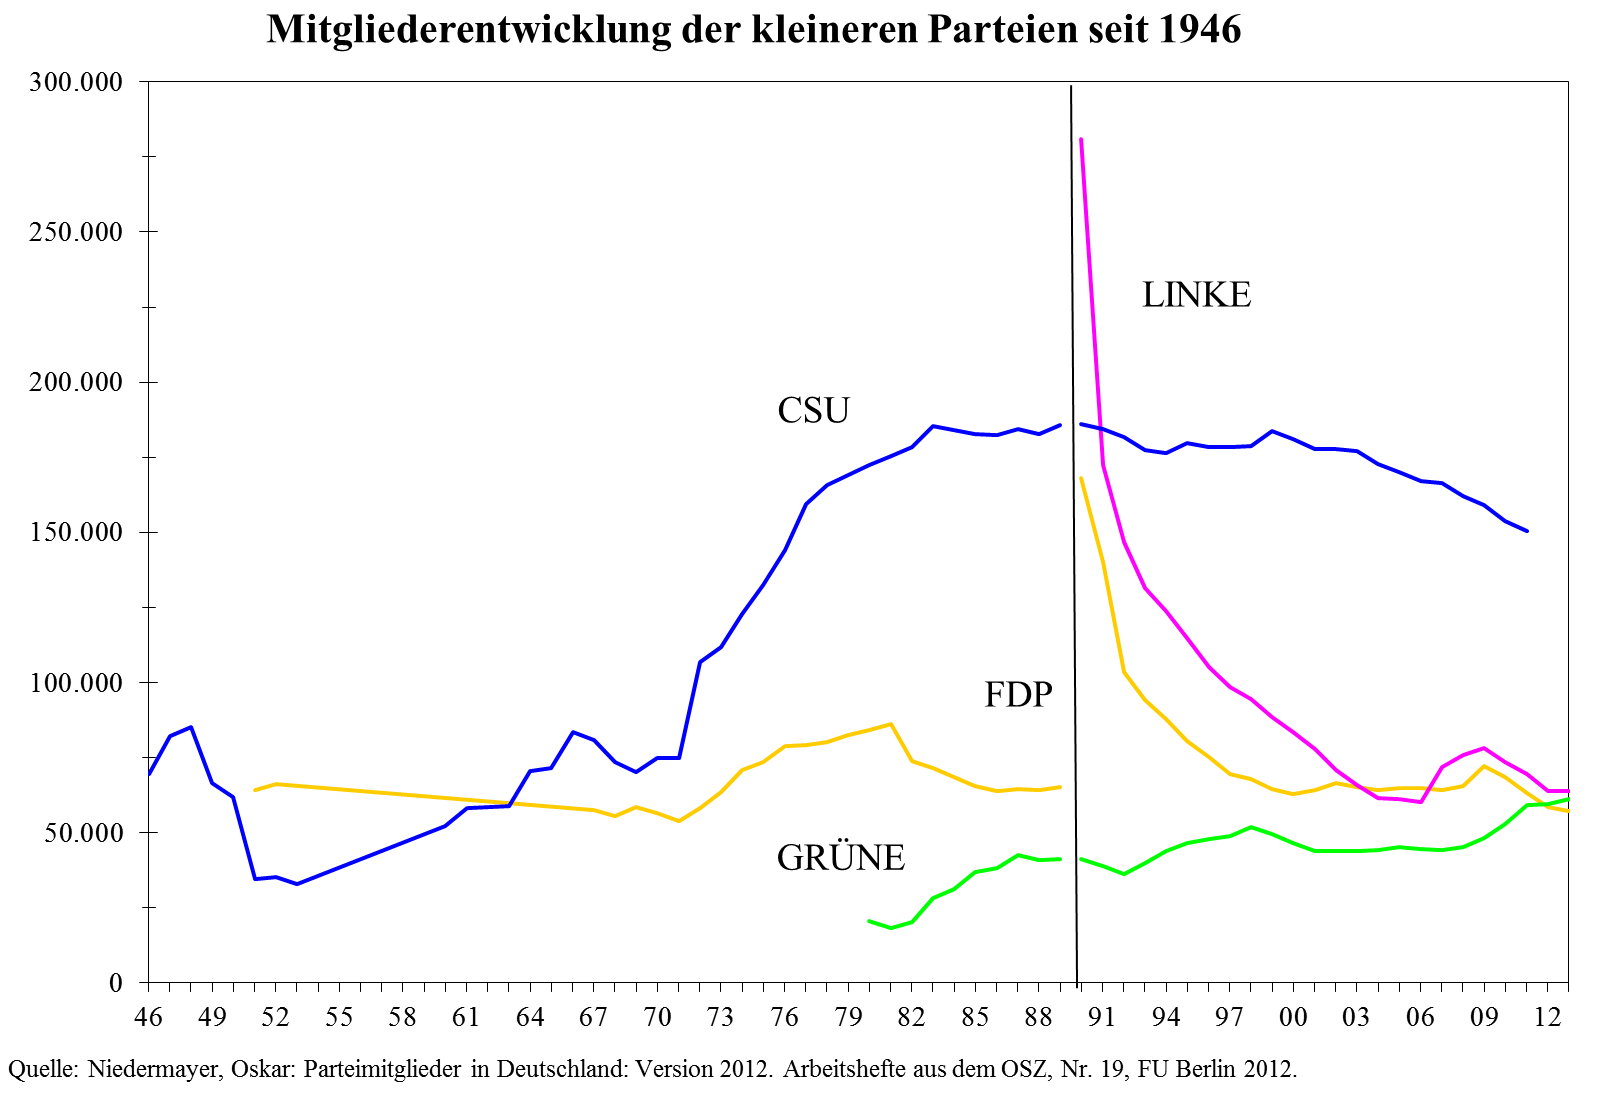 Mitgliederentwicklung der kleineren Parteien seit 1946
300.000
250.000
LINKE
200.000
CSU
150.000
100.000
FDP
50.000
GRÜNE
0
46 49 52 55 58 61 64 67 70 73 76 79 82 85 88 91 94 97 00 03 06 09 12
Quelle: Niedermayer, Oskar: Parteimitglieder in Deutschland: Version 2012. Arbeitshefte aus dem OSZ, Nr. 19, FU Berlin 2012.